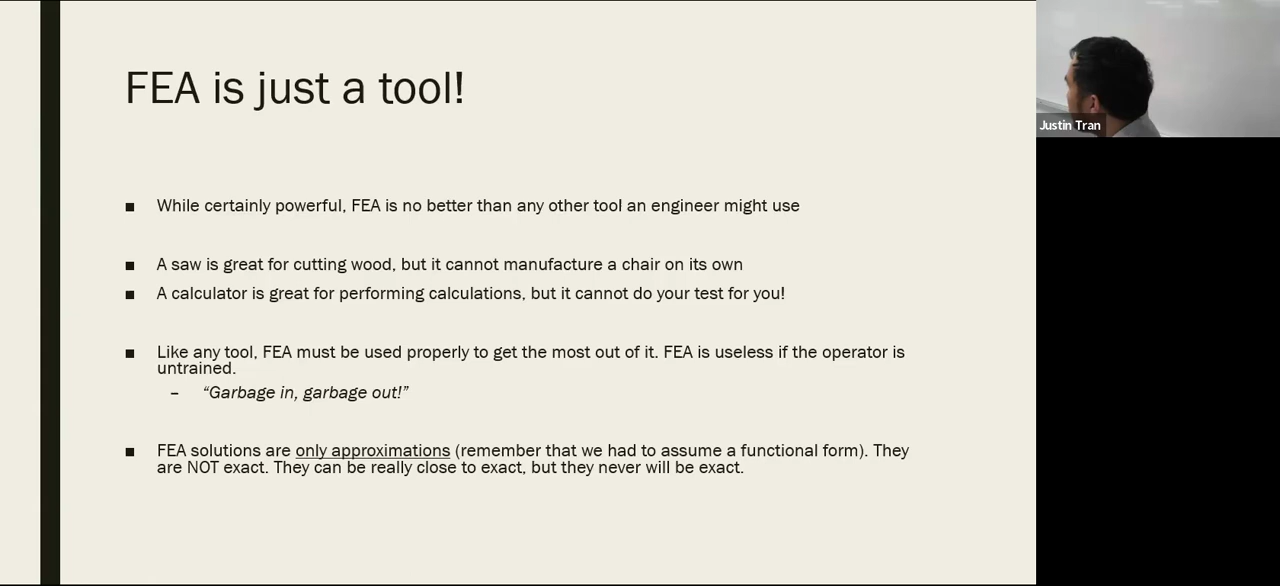 FEA is just a tool!
■ While certainly powerful, FEA is no better than any other tool an engineer might use
■ A saw is great for cutting wood, but it cannot manufacture a chair on its own
■ A calculator is great for performing calculations, but it cannot do your test for you!
■ Like any tool, FEA must be used properly to get the most out of it. FEA is useless if the operator is
untrained.
– “Garbage in, garbage out!”
■ FEA solutions are only approximations (remember that we had to assume a functional form). They
are NOT exact. They can be really close to exact, but they never will be exact.
Justin Tran